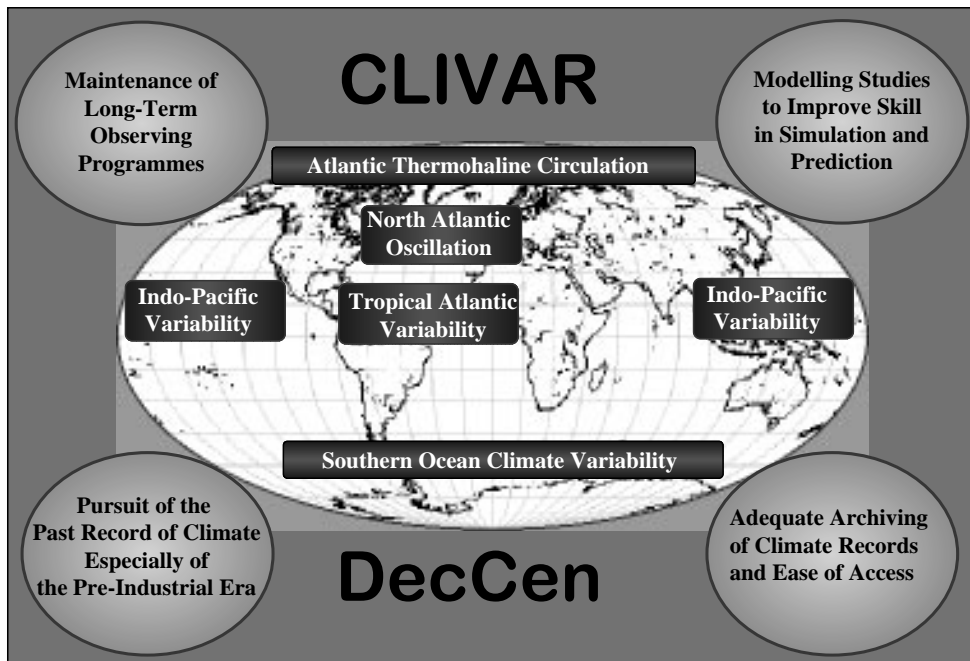 CLIVAR
Maintenance of
Long-Term
Observing
Programmes
Modelling Studies
to Improve Skill
in Simulation and
Prediction
Atlantic Thermohaline Circulation
North Atlantic
Oscillation
Indo-Pacific
Variability
Tropical Atlantic
Variability
Indo-Pacific
Variability
Southern Ocean Climate Variability
Pursuit of the
Past Record of Climate
Especially of
the Pre-Industrial Era
Adequate Archiving
of Climate Records
and Ease of Access
DecCen